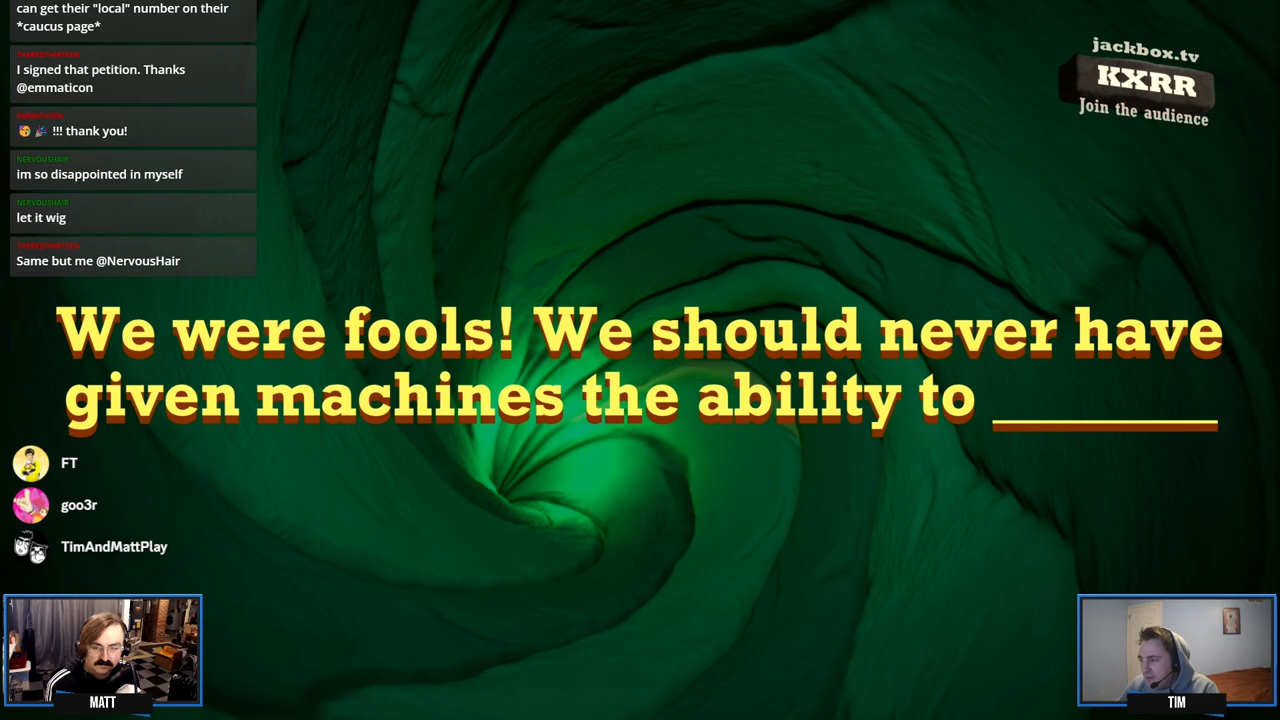 can get their "local" number on their
*caucus page*
I signed that petition. Thanks
@emmaticon
!!! thank you!
NERVOUSHAIR
im so disappointed in myself
NERVOUSHAIR
let it wig
Same but me @NervousHair
jackbox.tv
KXRR
Join the audience
We were fools! We should never have
given machines the ability to ________
FT
goo3r
TimAndMattPlay
MATT
TIM